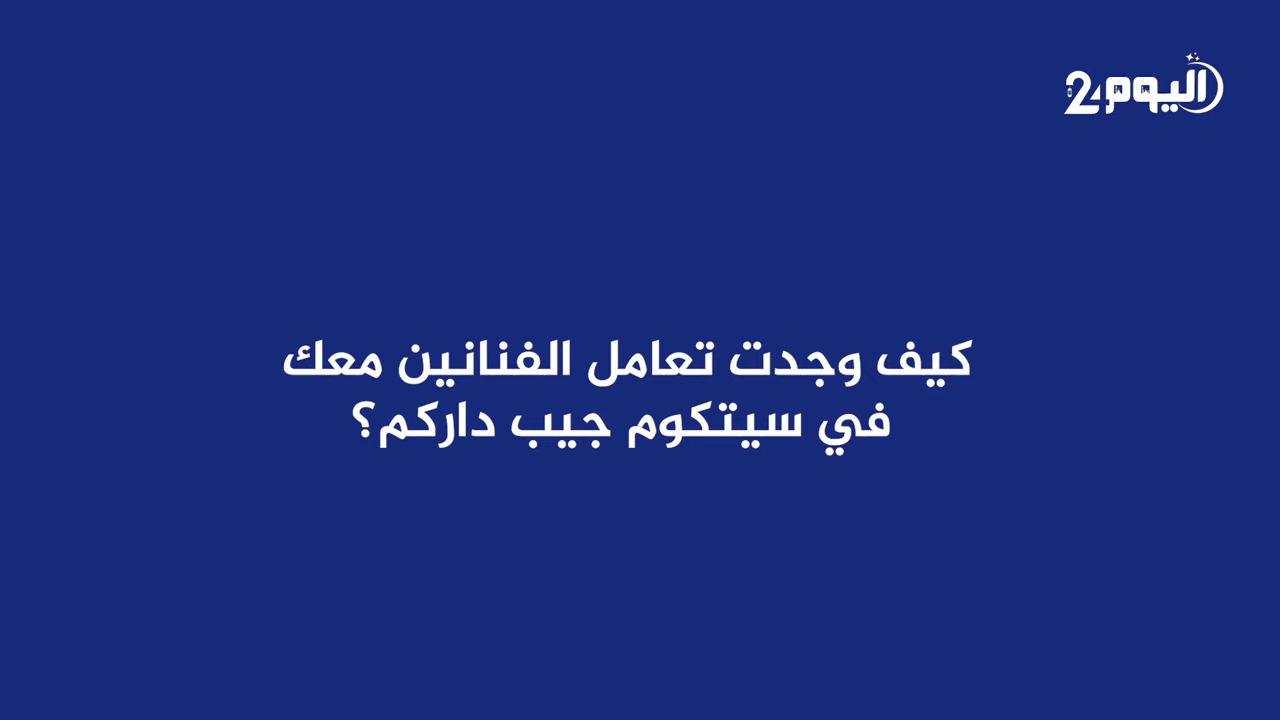 اليوم 24
كيف وجدت تعامل الفنانين معك
في سيتكوم جيب داركم؟